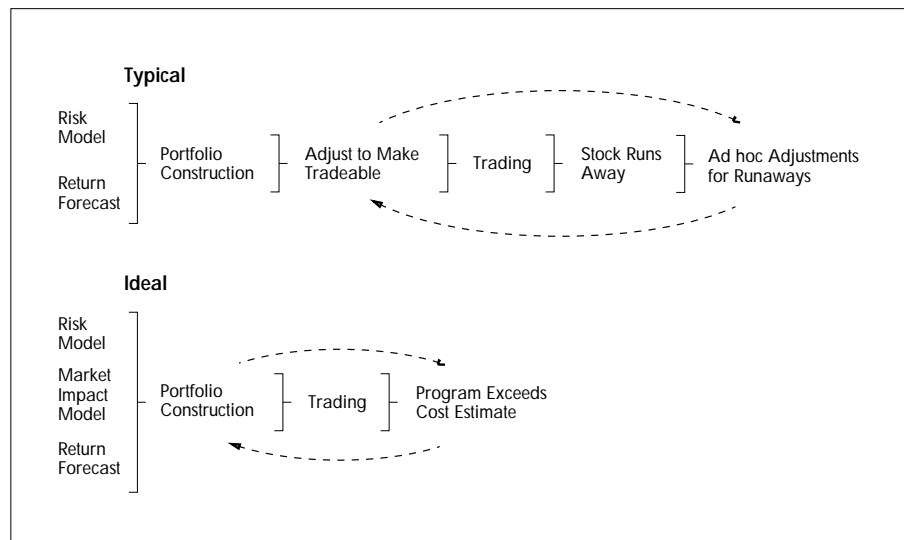 Typical
Risk
Model
Return
Forecast
Portfolio
Construction
Adjust to Make
Tradeable
Trading
Stock Runs
Away
Ad hoc Adjustments
for Runaways
Ideal
Risk
Model
Market
Impact
Model
Return
Forecast
Portfolio
Construction
Trading
Program Exceeds
Cost Estimate